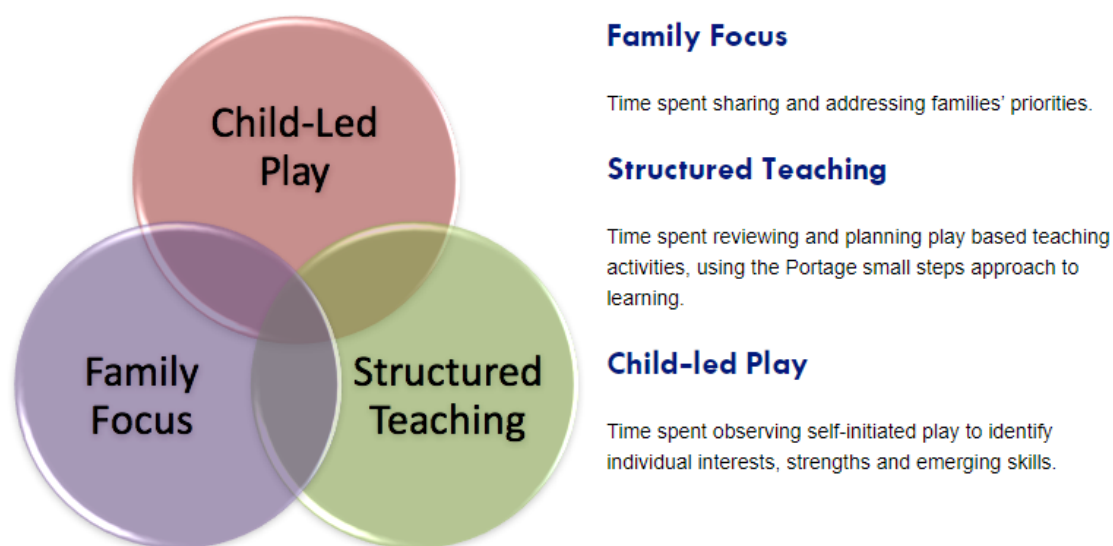 Child-Led
Play
Family
Focus
Structured
Teaching
Family Focus
Time spent sharing and addressing families’ priorities.
Structured Teaching
Time spent reviewing and planning play based teaching
activities, using the Portage small steps approach to
learning.
Child-led Play
Time spent observing self-initiated play to identify
individual interests, strengths and emerging skills.